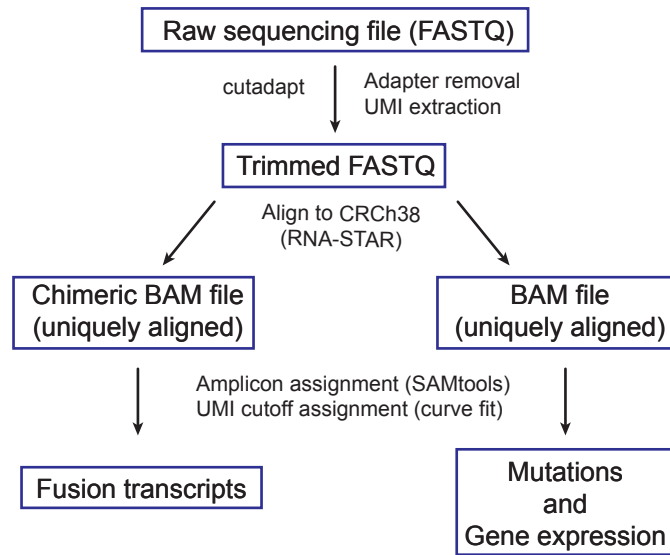 Raw sequencing file (FASTQ)
cutadapt
Adapter removal
UMI extraction
Trimmed FASTQ
Align to CRCh38
(RNA-STAR)
Chimeric BAM file
(uniquely aligned)
BAM file
(uniquely aligned)
Amplicon assignment (SAMtools)
UMI cutoff assignment (curve fit)
Fusion transcripts
Mutations
and
Gene expression